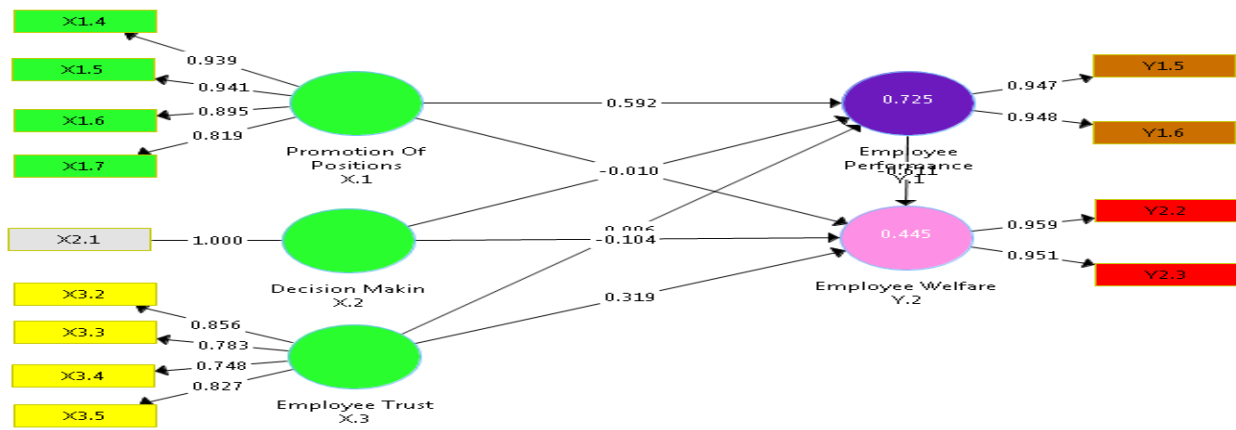 X1.4
0.939
X1.5
0.941
X1.6
0.895
X1.7
0.819
Promotion Of
Positions
X.1
0.592
-0.010
0.725
Employee
Performance
Y.1
0.947
Y1.5
0.948
Y1.6
X2.1
1.000
Decision Makin
X.2
-0.104
0.445
Employee Welfare
Y.2
0.959
Y2.2
0.951
Y2.3
X3.2
0.856
X3.3
0.783
X3.4
0.748
X3.5
0.827
Employee Trust
X.3
0.319